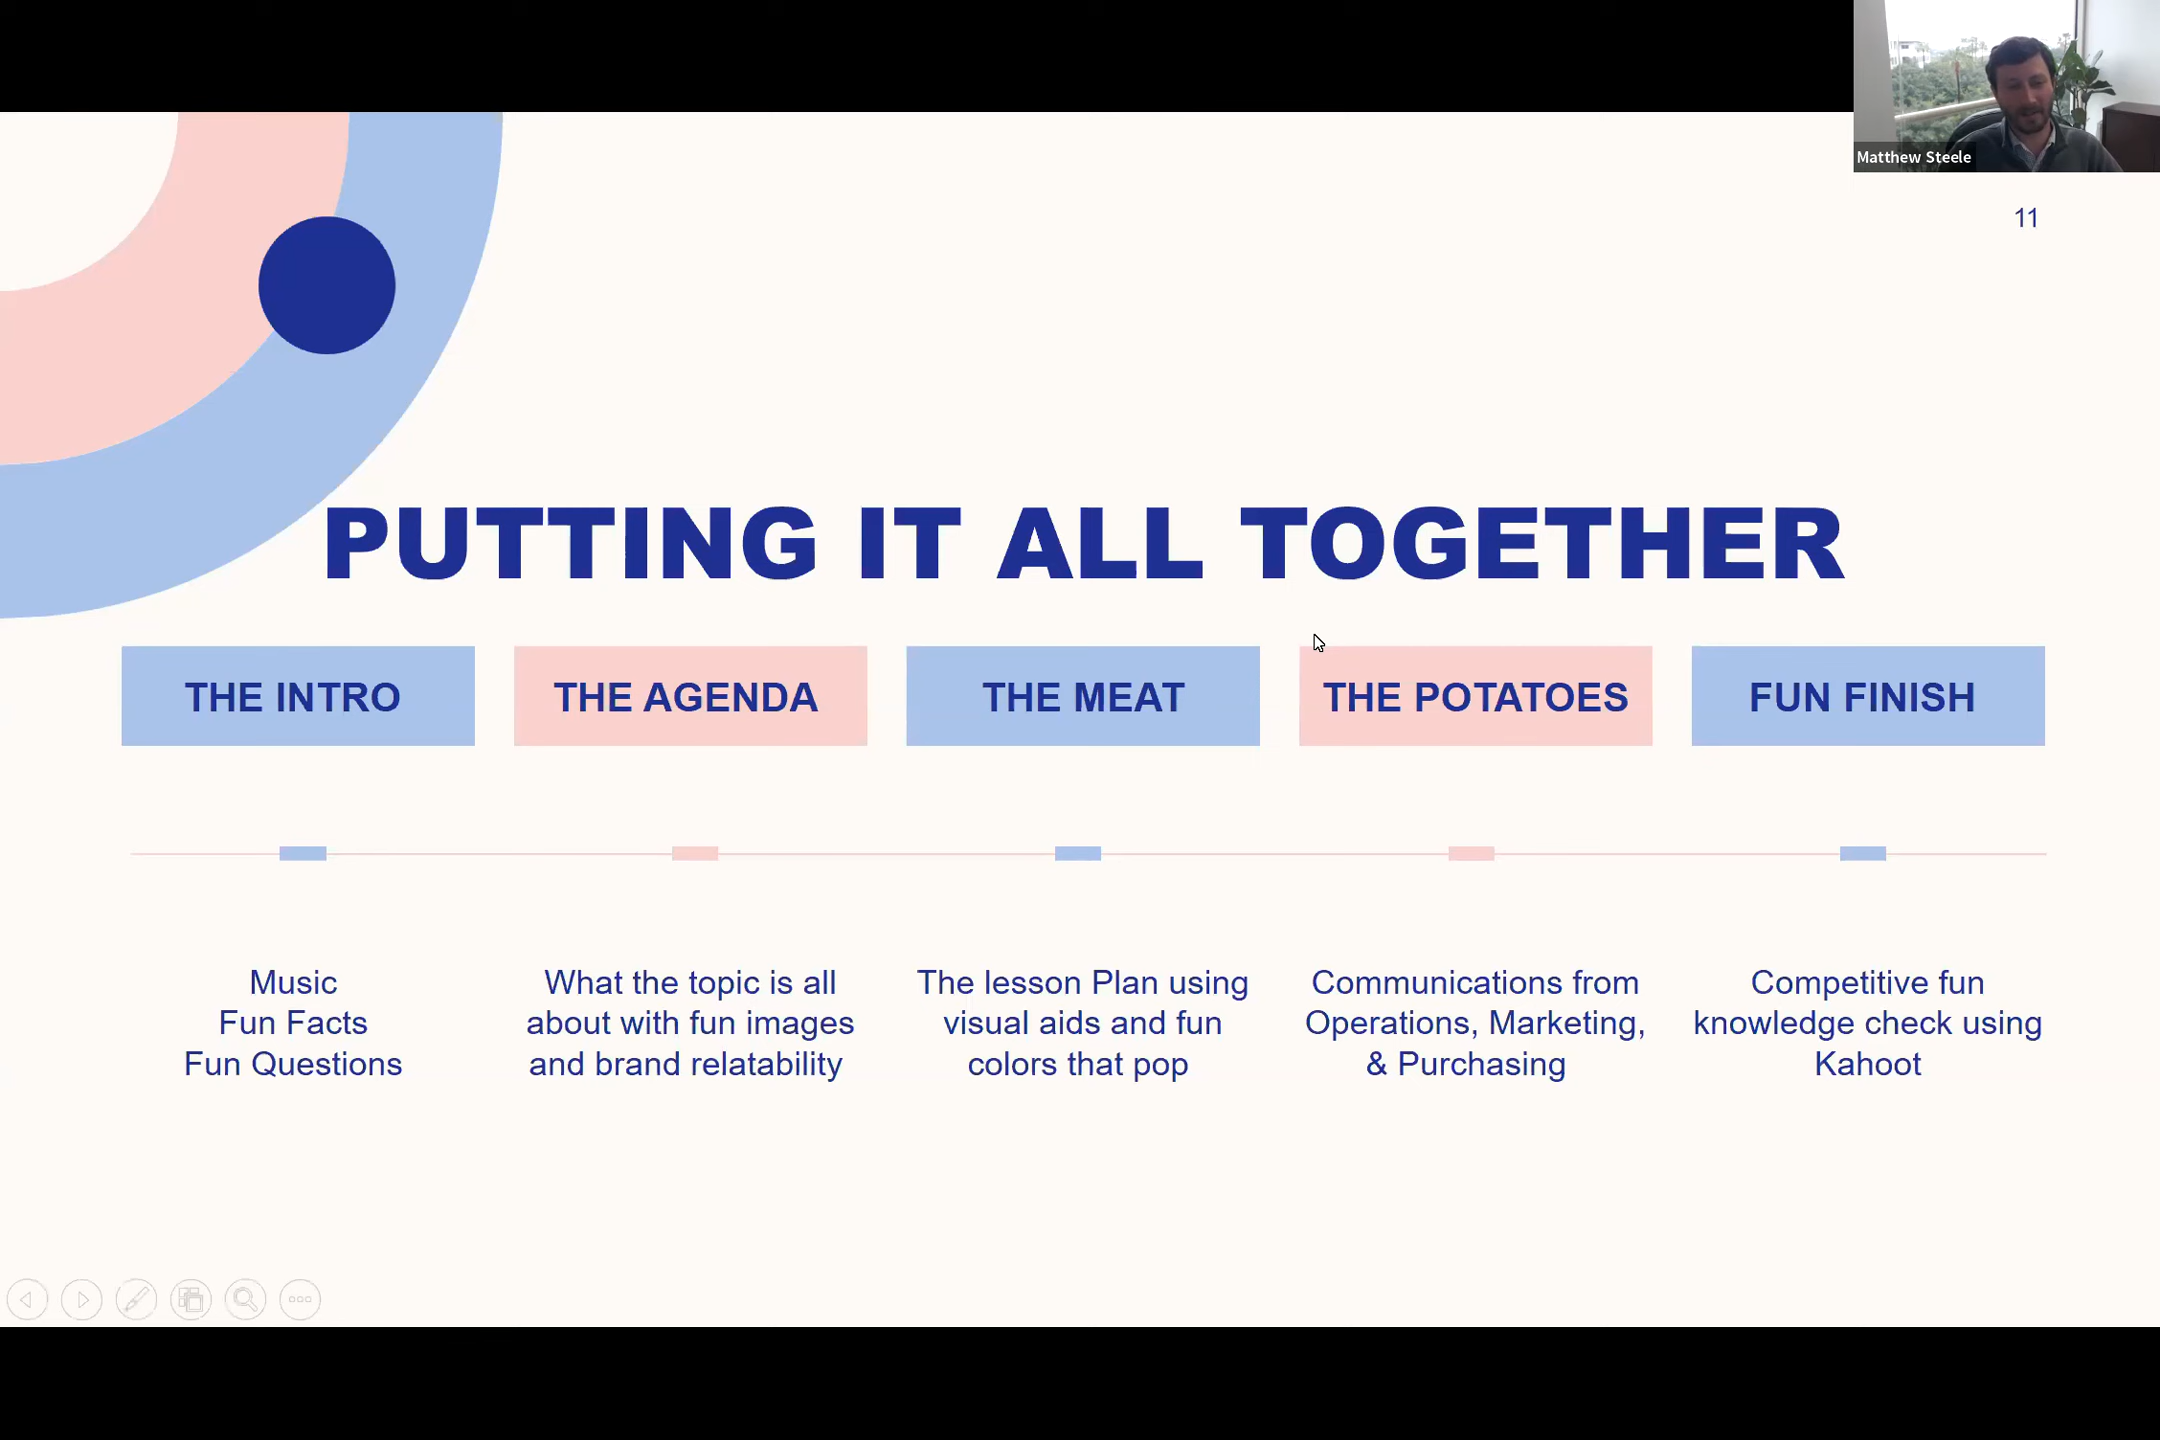 Matthew Steele
11
PUTTING IT ALL TOGETHER
THE INTRO
THE AGENDA
THE MEAT
THE POTATOES
FUN FINISH
Music
Fun Facts
Fun Questions
What the topic is all
about with fun images
and brand relatability
The lesson Plan using
visual aids and fun
colors that pop
Communications from
Operations, Marketing,
& Purchasing
Competitive fun
knowledge check using
Kahoot